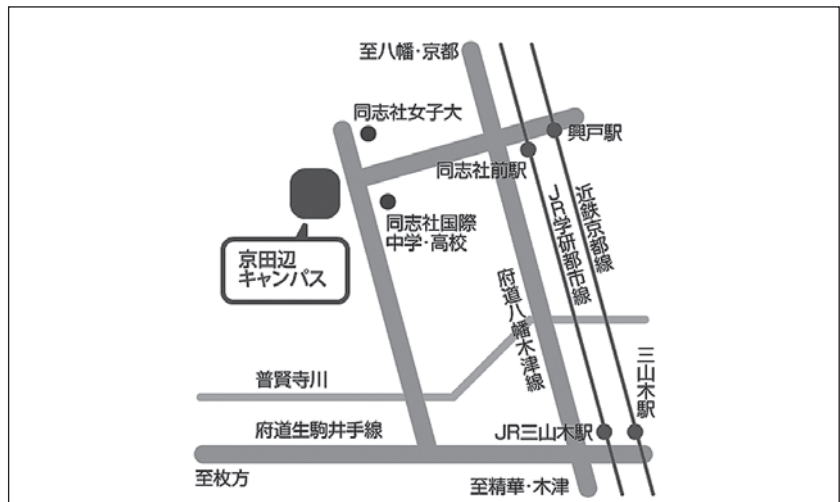 至八幡・京都
同志社女子大
興戸駅
同志社前駅
同志社国際
中学・高校
京田辺
キャンパス
近鉄京都線
JR学研都市線
府道八幡木津線
三山木駅
普賢寺川
府道生駒井手線
JR三山木駅
至枚方
至精華・木津